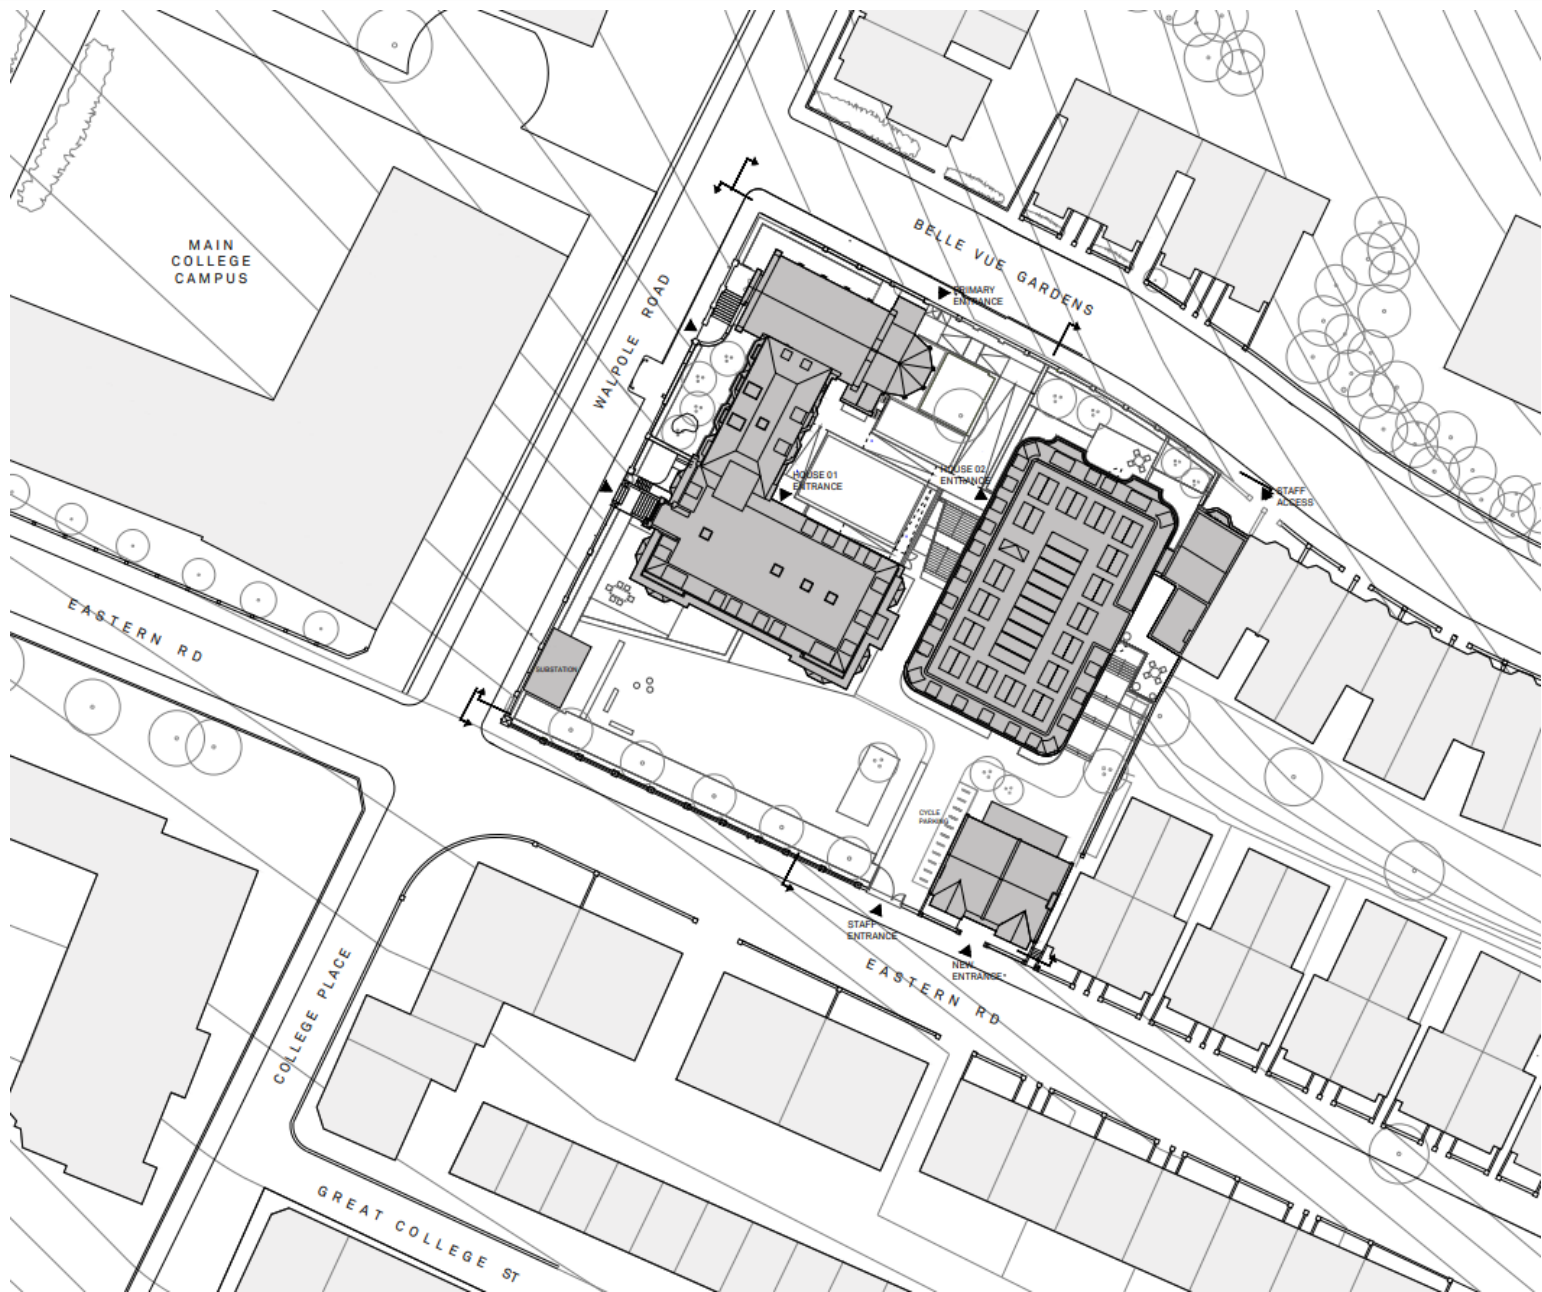 MAIN
COLLEGE
CAMPUS
BELLE VUE GARDENS
PRIMARY
ENTRANCE
WALPOLE ROAD
HOUSE 01
ENTRANCE
HOUSE 02
ENTRANCE
STAFF
ACCESS
EASTERN RD
SUBSTATION
CYCLE
PARKING
STAFF
ENTRANCE
NEW
ENTRANCE
EASTERN RD
COLLEGE PLACE
GREAT COLLEGE ST